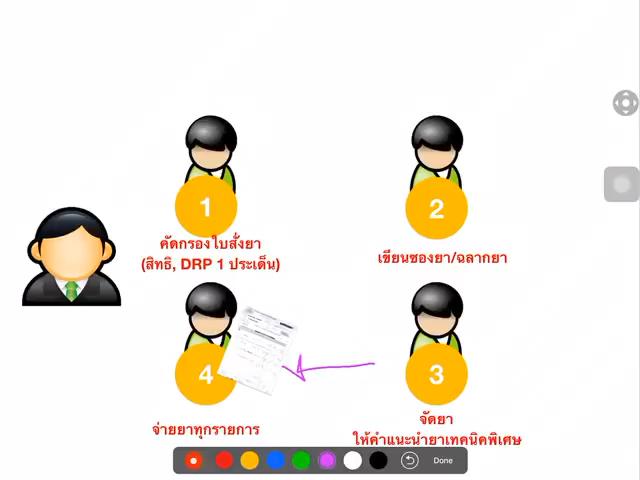 1
คัดกรองใบสั่งยา
(สิทธิ, DRP 1 ประเด็น)
2
เขียนซองยา/ฉลากยา
4
จ่ายยาทุกรายการ
3
จัดยา
ให้คำแนะนำยาเทคนิคพิเศษ
Done